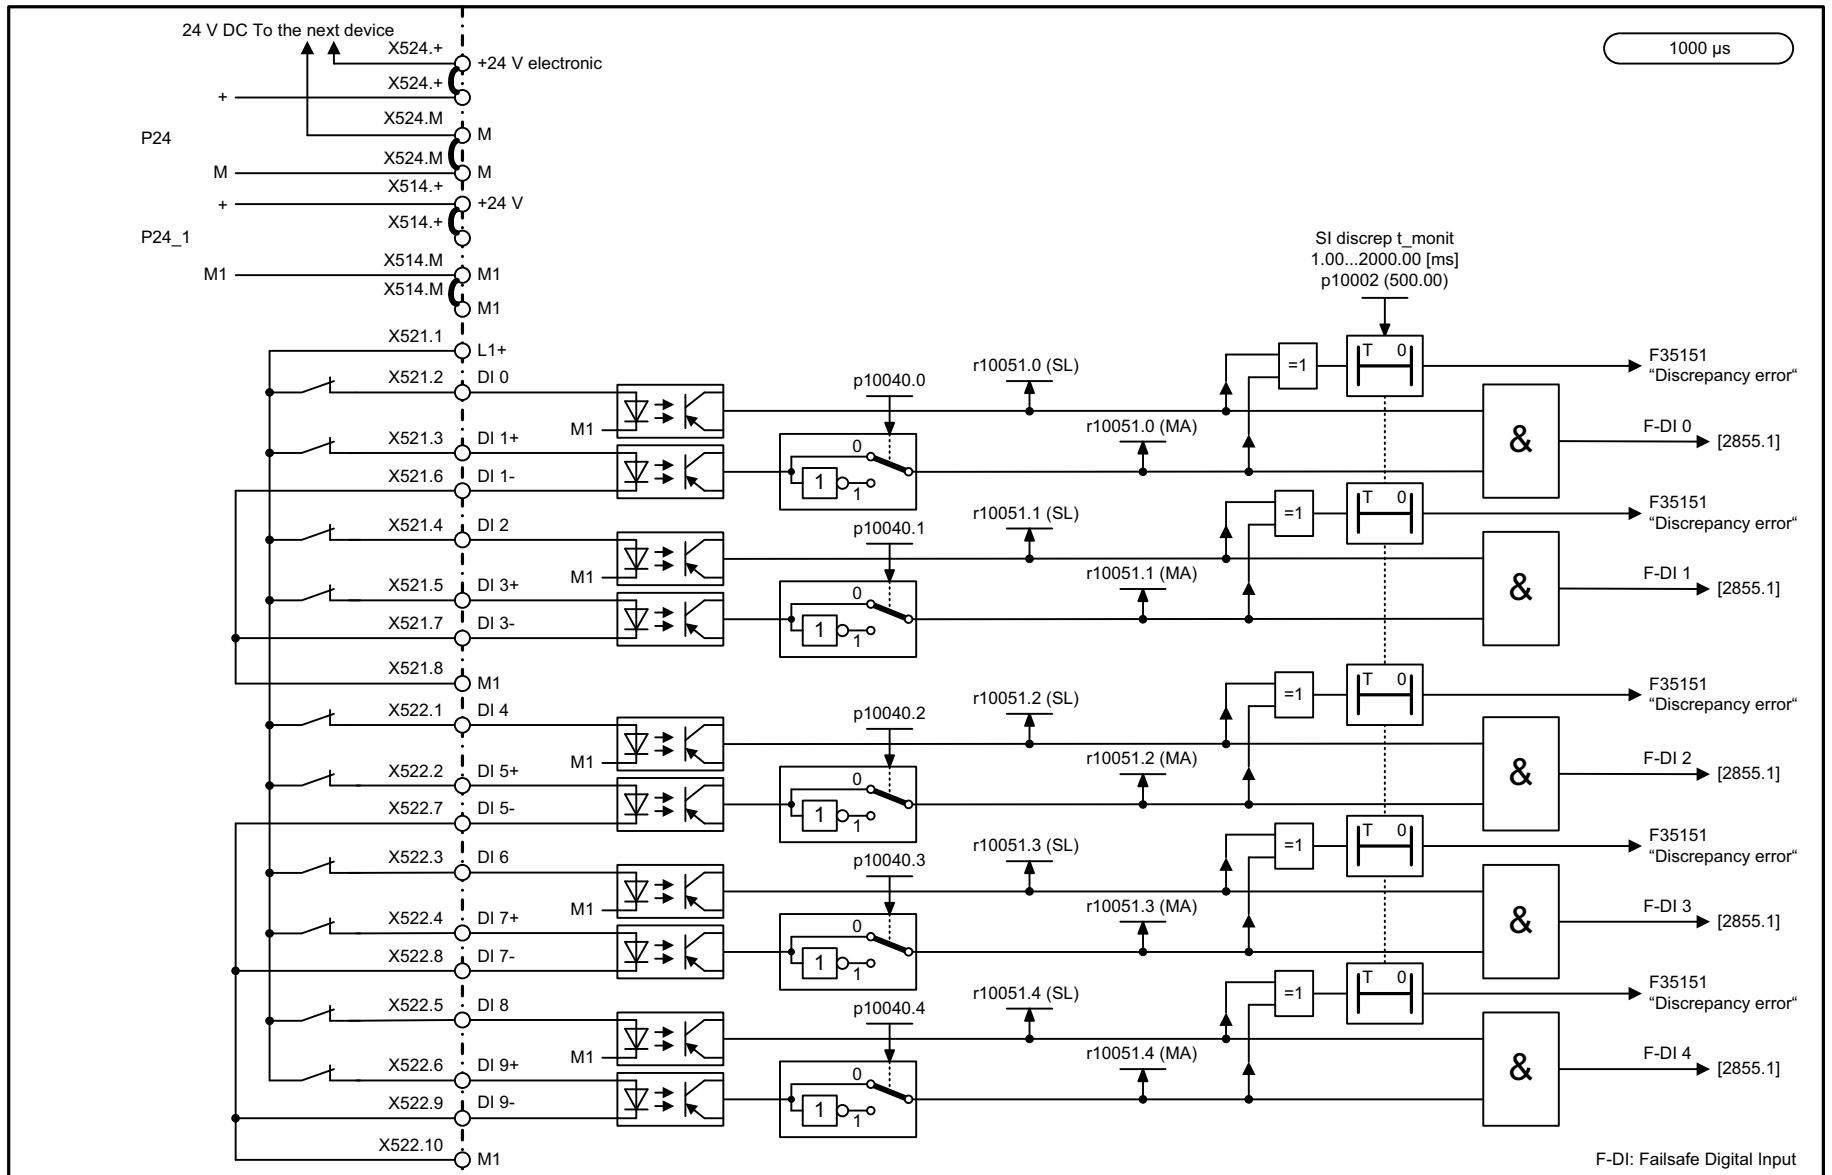 24 V DC To the next device
1000 µs
X524.+
+24 V electronic
X524.+
+
X524.M
M
P24
X524.M
M
M
X514.+
+
+24 V
X514.+
P24_1
X514.M
M1
M1
X514.M
M1
SI discrep t_monit
1.00...2000.00 [ms]
p10002 (500.00)
X521.1
L1+
X521.2
DI 0
M1
p10040.0
r10051.0 (SL)
=1
T 0
F35151
“Discrepancy error“
X521.3
DI 1+
0
1
1
r10051.0 (MA)
&
F-DI 0
[2855.1]
X521.6
DI 1-
X521.4
DI 2
M1
p10040.1
r10051.1 (SL)
=1
T 0
F35151
“Discrepancy error“
X521.5
DI 3+
0
1
1
r10051.1 (MA)
&
F-DI 1
[2855.1]
X521.7
DI 3-
X521.8
M1
X522.1
DI 4
M1
p10040.2
r10051.2 (SL)
=1
T 0
F35151
“Discrepancy error“
X522.2
DI 5+
0
1
1
r10051.2 (MA)
&
F-DI 2
[2855.1]
X522.7
DI 5-
X522.3
DI 6
M1
p10040.3
r10051.3 (SL)
=1
T 0
F35151
“Discrepancy error“
X522.4
DI 7+
0
1
1
r10051.3 (MA)
&
F-DI 3
[2855.1]
X522.8
DI 7-
X522.5
DI 8
M1
p10040.4
r10051.4 (SL)
=1
T 0
F35151
“Discrepancy error“
X522.6
DI 9+
0
1
1
r10051.4 (MA)
&
F-DI 4
[2855.1]
X522.9
DI 9-
X522.10
M1
F-DI: Failsafe Digital Input